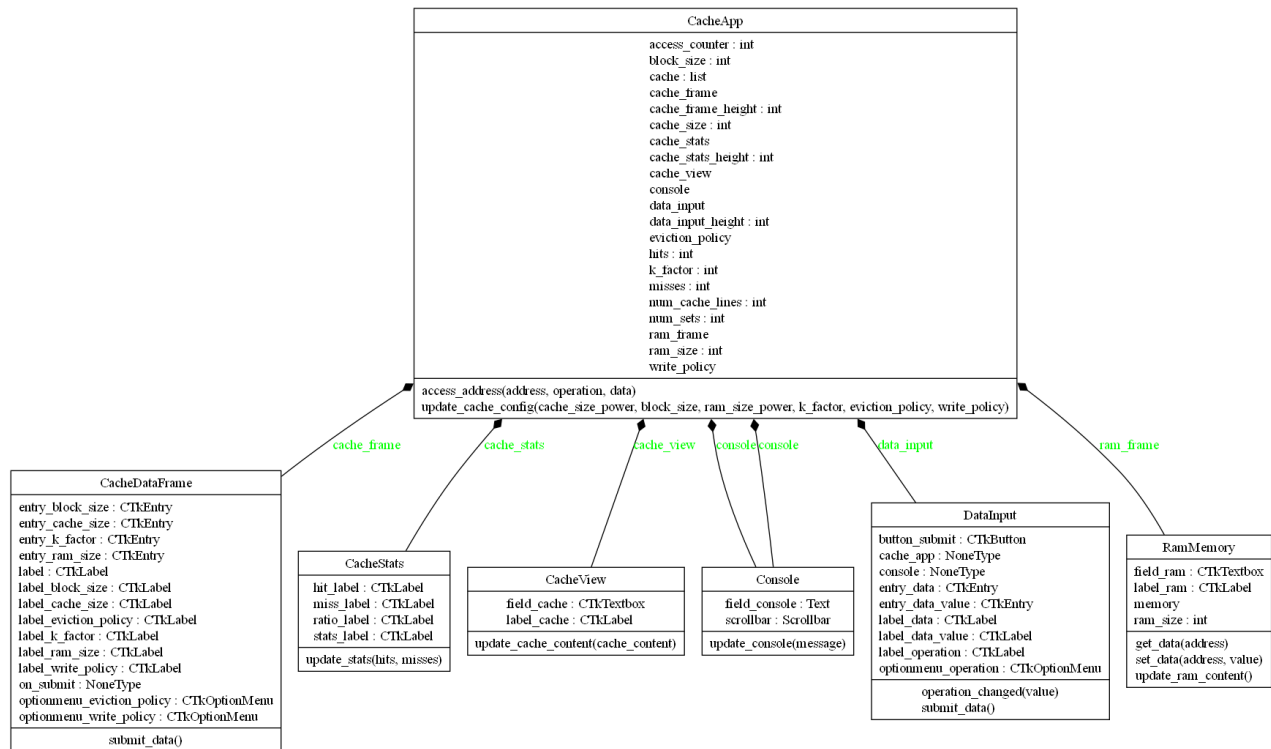 CacheApp
access_counter : int
block_size : int
cache : list
cache_frame
cache_frame_height : int
cache_size : int
cache_stats
cache_stats_height : int
cache_view
console
data_input
data_input_height : int
eviction_policy
hits : int
k_factor : int
misses : int
num_cache_lines : int
num_sets : int
ram_frame
ram_size : int
write_policy
access_address(address, operation, data)
update_cache_config(cache_size_power, block_size, ram_size_power, k_factor, eviction_policy, write_policy)
cache_frame
cache_stats
cache_view
console
console
data_input
ram_frame
CacheDataFrame
entry_block_size : CTkEntry
entry_cache_size : CTkEntry
entry_k_factor : CTkEntry
entry_ram_size : CTkEntry
label : CTkLabel
label_block_size : CTkLabel
label_cache_size : CTkLabel
label_eviction_policy : CTkLabel
label_k_factor : CTkLabel
label_ram_size : CTkLabel
label_write_policy : CTkLabel
on_submit : NoneType
optionmenu_eviction_policy : CTkOptionMenu
optionmenu_write_policy : CTkOptionMenu
submit_data()
CacheStats
hit_label : CTkLabel
miss_label : CTkLabel
ratio_label : CTkLabel
stats_label : CTkLabel
update_stats(hits, misses)
CacheView
field_cache : CTkTextbox
label_cache : CTkLabel
update_cache_content(cache_content)
Console
field_console : Text
scrollbar : Scrollbar
update_console(message)
DataInput
button_submit : CTkButton
cache_app : NoneType
console : NoneType
entry_data : CTkEntry
entry_data_value : CTkEntry
label_data : CTkLabel
label_data_value : CTkLabel
label_operation : CTkLabel
optionmenu_operation : CTkOptionMenu
operation_changed(value)
submit_data()
RamMemory
field_ram : CTkTextbox
label_ram : CTkLabel
memory
ram_size : int
get_data(address)
set_data(address, value)
update_ram_content()